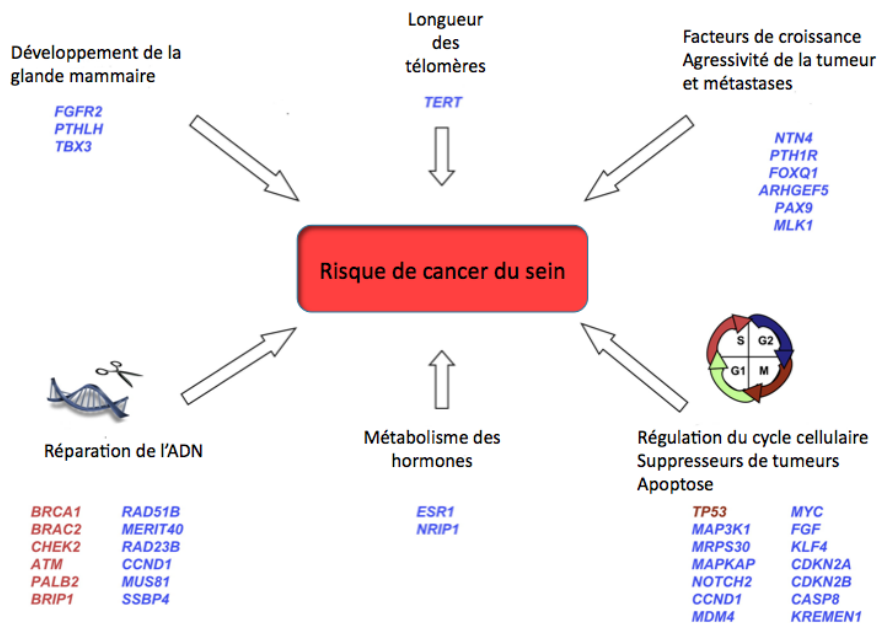 Développement de la
glande mammaire
FGFR2
PTHLH
TBX3
Longueur
des
télomères
TERT
Facteurs de croissance
Agressivité de la tumeur
et métastases
NTN4
PTH1R
FOXQ1
ARHGEF5
PAX9
MLK1
Risque de cancer du sein
Réparation de l'ADN
BRCA1 RAD51B
BRAC2 MERIT40
CHEK2 RAD23B
ATM CCND1
PALB2 MUS81
BRIP1 SSBP4
Métabolisme des
hormones
ESR1
NRIP1
S G2
G1 M
Régulation du cycle cellulaire
Suppresseurs de tumeurs
Apoptose
TP53 MYC
MAP3K1 FGF
MRPS30 KLF4
MAPKAP CDKN2A
NOTCH2 CDKN2B
CCND1 CASP8
MDM4 KREMEN1